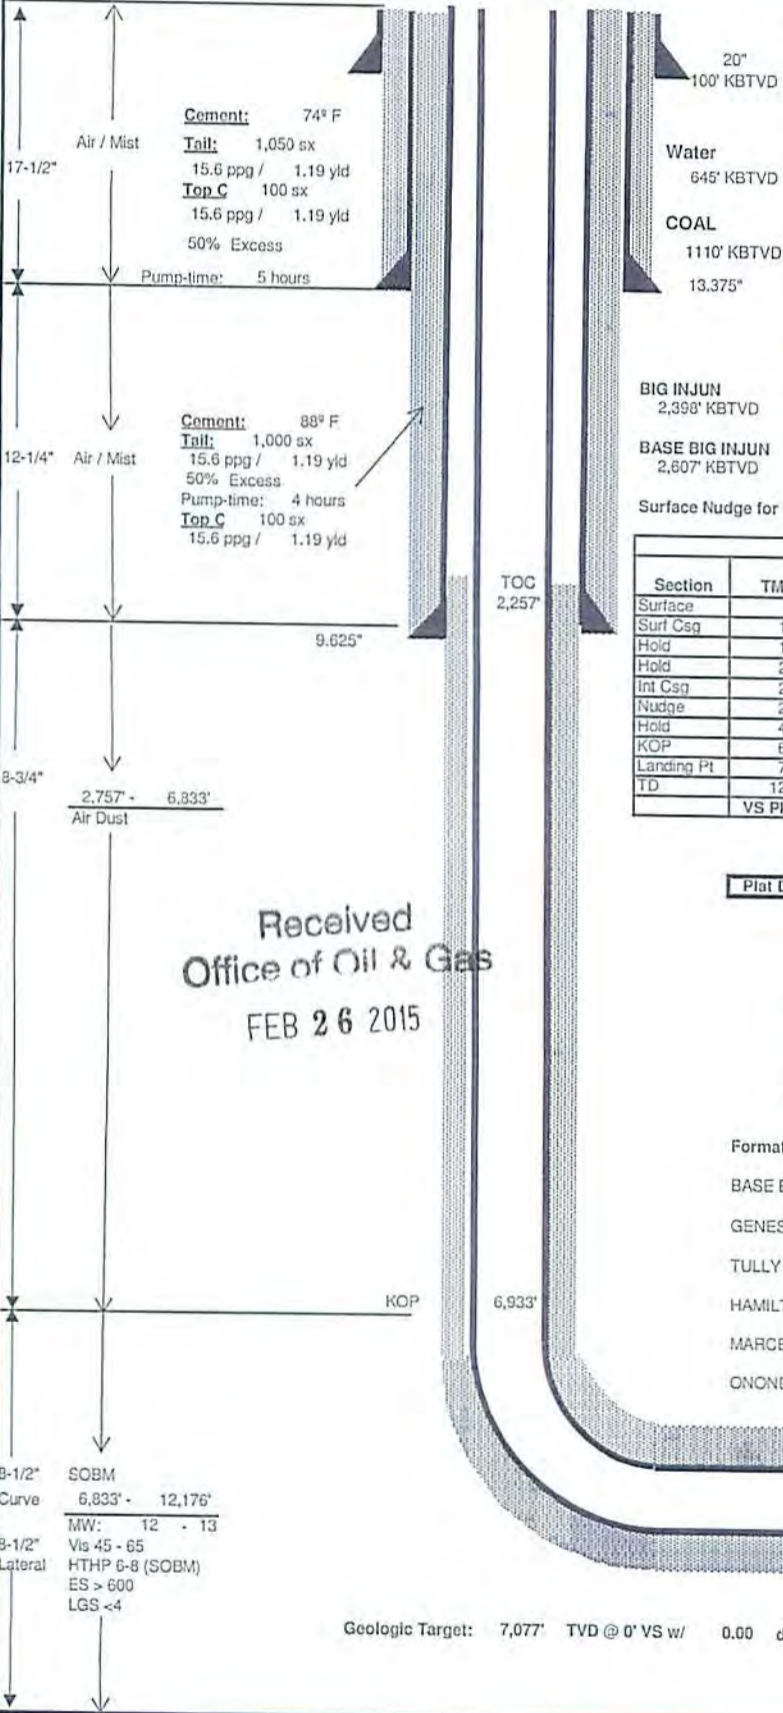 20"
100' KBTVD
Cement: 74º F
Air / Mist
Tail: 1,050 sx
17-1/2"
15.6 ppg / 1.19 yld
Top C 100 sx
15.6 ppg / 1.19 yld
50% Excess
Pump-time: 5 hours
Water
645' KBTVD
COAL
1110' KBTVD
13.375"
BIG INJUN
2,398' KBTVD
BASE BIG INJUN
2,607' KBTVD
Cement: 88º F
Tail: 1,000 sx
12-1/4" Air / Mist
15.6 ppg / 1.19 yld
50% Excess
Pump-time: 4 hours
Top C 100 sx
15.6 ppg / 1.19 yld
Surface Nudge for
Section
Surface
Surf Csg
Hold
Hold
Int Csg
Nudge
Hold
KOP
Landing Pt
TD 12
TOC
2,257'
9.625"
8-3/4"
2,757' - 6,833'
Air Dust
Received
Office of Oil & Gas
FEB 26 2015
KOP 6,933'
TULLY
8-1/2" SOBM
Curve 6,833' - 12,176'
MW: 12 - 13
8-1/2" Vis 45 - 65
Lateral HTHP 6-8 (SOBM)
ES > 600
LGS <4
Geologic Target: 7,077' TVD @ 0' VS w/ 0.00